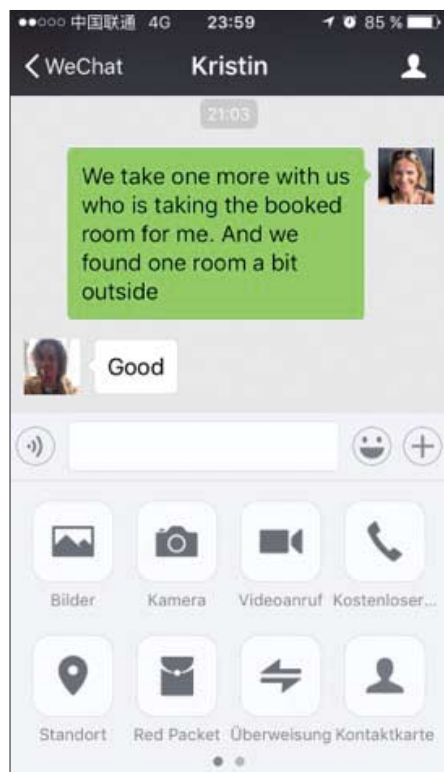 中国联通 4G 23:59 85 %
WeChat Kristin
21:03
We take one more with us
who is taking the booked
room for me. And we
found one room a bit
outside
Good
Bilder Kamera Videoanruf Kostenloser...
Standort Red Packet Überweisung Kontaktkarte